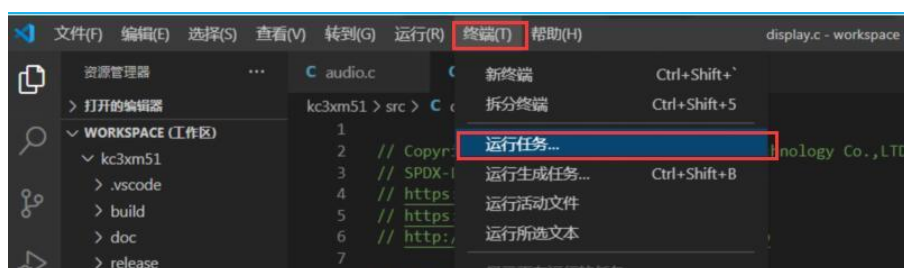 文件(F) 编辑(E) 选择(S) 查看(V) 转到(G) 运行(R) 终端(T) 帮助(H) display.c - workspace
资源管理器 ··· C audio.c C
> 打开的编辑器 kc3xm51 > src > C
WORKSPACE (工作区) 1
kc3xm51 2 // Copyr hnology Co.,LTD
> .vscode 3 // SPDX-
> build 4 // https
> doc 5 // https
> release 6 // http:/
7
新终端 Ctrl+Shift+`
拆分终端 Ctrl+Shift+5
运行任务...
运行生成任务... Ctrl+Shift+B
运行活动文件
运行所选文本